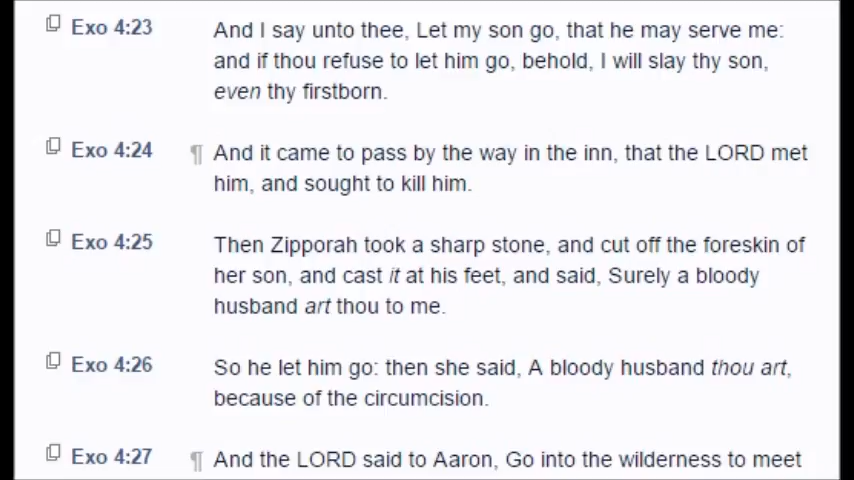 Exo 4:23 And I say unto thee, Let my son go, that he may serve me:
and if thou refuse to let him go, behold, I will slay thy son,
even thy firstborn.
Exo 4:24 ¶ And it came to pass by the way in the inn, that the LORD met
him, and sought to kill him.
Exo 4:25 Then Zipporah took a sharp stone, and cut off the foreskin of
her son, and cast it at his feet, and said, Surely a bloody
husband art thou to me.
Exo 4:26 So he let him go: then she said, A bloody husband thou art,
because of the circumcision.
Exo 4:27 ¶ And the LORD said to Aaron, Go into the wilderness to meet